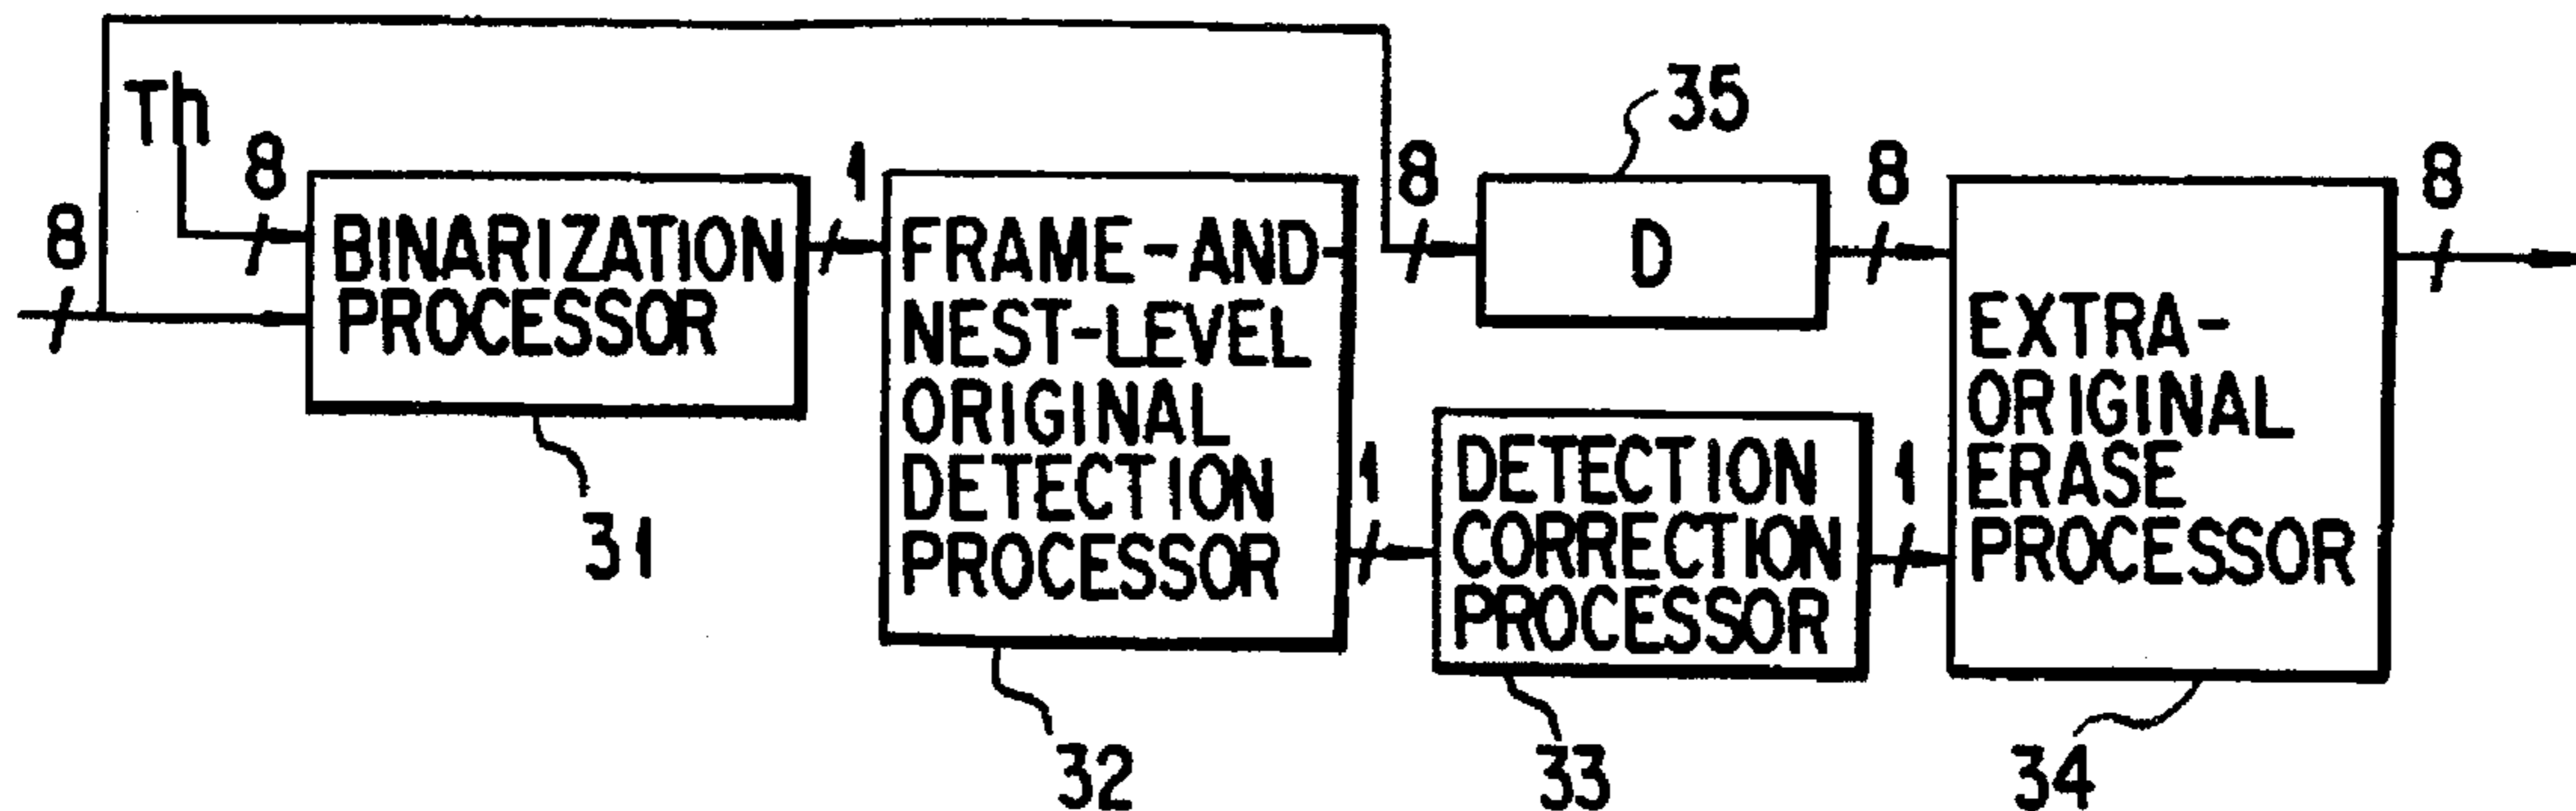 Th
8
8
BINARIZATION
PROCESSOR
31
1
FRAME-AND-
NEST-LEVEL
ORIGINAL
DETECTION
PROCESSOR
32
8
D
35
8
1
DETECTION
CORRECTION
PROCESSOR
33
1
EXTRA-
ORIGINAL
ERASE
PROCESSOR
34
8